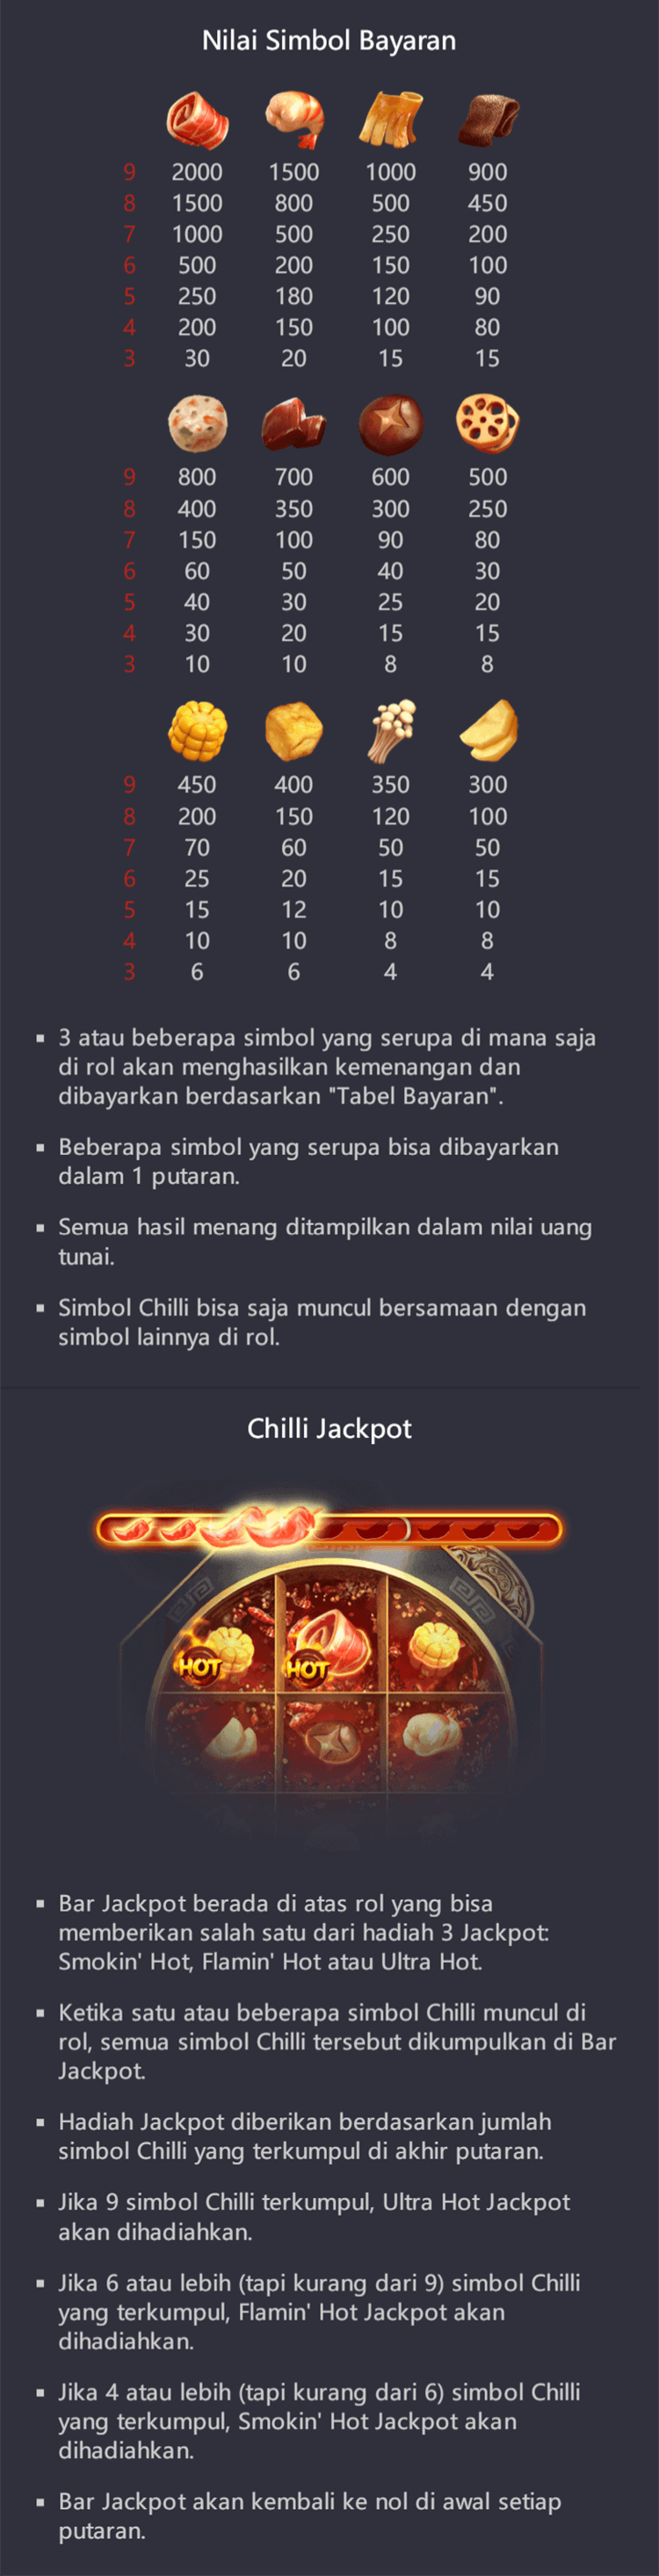 Nilai Simbol Bayaran
9 2000 1500 1000 900
8 1500 800 500 450
7 1000 500 250 200
6 500 200 150 100
5 250 180 120 90
4 200 150 100 80
3 30 20 15 15
9 800 700 600 500
8 400 350 300 250
7 150 100 90 80
6 60 50 40 30
5 40 30 25 20
4 30 20 15 15
3 10 10 8 8
9 450 400 350 300
8 200 150 120 100
7 70 60 50 50
6 25 20 15 15
5 15 12 10 10
4 10 10 8 8
3 6 6 4 4
▪ 3 atau beberapa simbol yang serupa di mana saja
di rol akan menghasilkan kemenangan dan
dibayarkan berdasarkan "Tabel Bayaran".
▪ Beberapa simbol yang serupa bisa dibayarkan
dalam 1 putaran.
▪ Semua hasil menang ditampilkan dalam nilai uang
tunai.
▪ Simbol Chilli bisa saja muncul bersamaan dengan
simbol lainnya di rol.
Chilli Jackpot
HOT HOT
▪ Bar Jackpot berada di atas rol yang bisa
memberikan salah satu dari hadiah 3 Jackpot:
Smokin' Hot, Flamin' Hot atau Ultra Hot.
▪ Ketika satu atau beberapa simbol Chilli muncul di
rol, semua simbol Chilli tersebut dikumpulkan di Bar
Jackpot.
▪ Hadiah Jackpot diberikan berdasarkan jumlah
simbol Chilli yang terkumpul di akhir putaran.
▪ Jika 9 simbol Chilli terkumpul, Ultra Hot Jackpot
akan dihadiahkan.
▪ Jika 6 atau lebih (tapi kurang dari 9) simbol Chilli
yang terkumpul, Flamin' Hot Jackpot akan
dihadiahkan.
▪ Jika 4 atau lebih (tapi kurang dari 6) simbol Chilli
yang terkumpul, Smokin' Hot Jackpot akan
dihadiahkan.
▪ Bar Jackpot akan kembali ke nol di awal setiap
putaran.